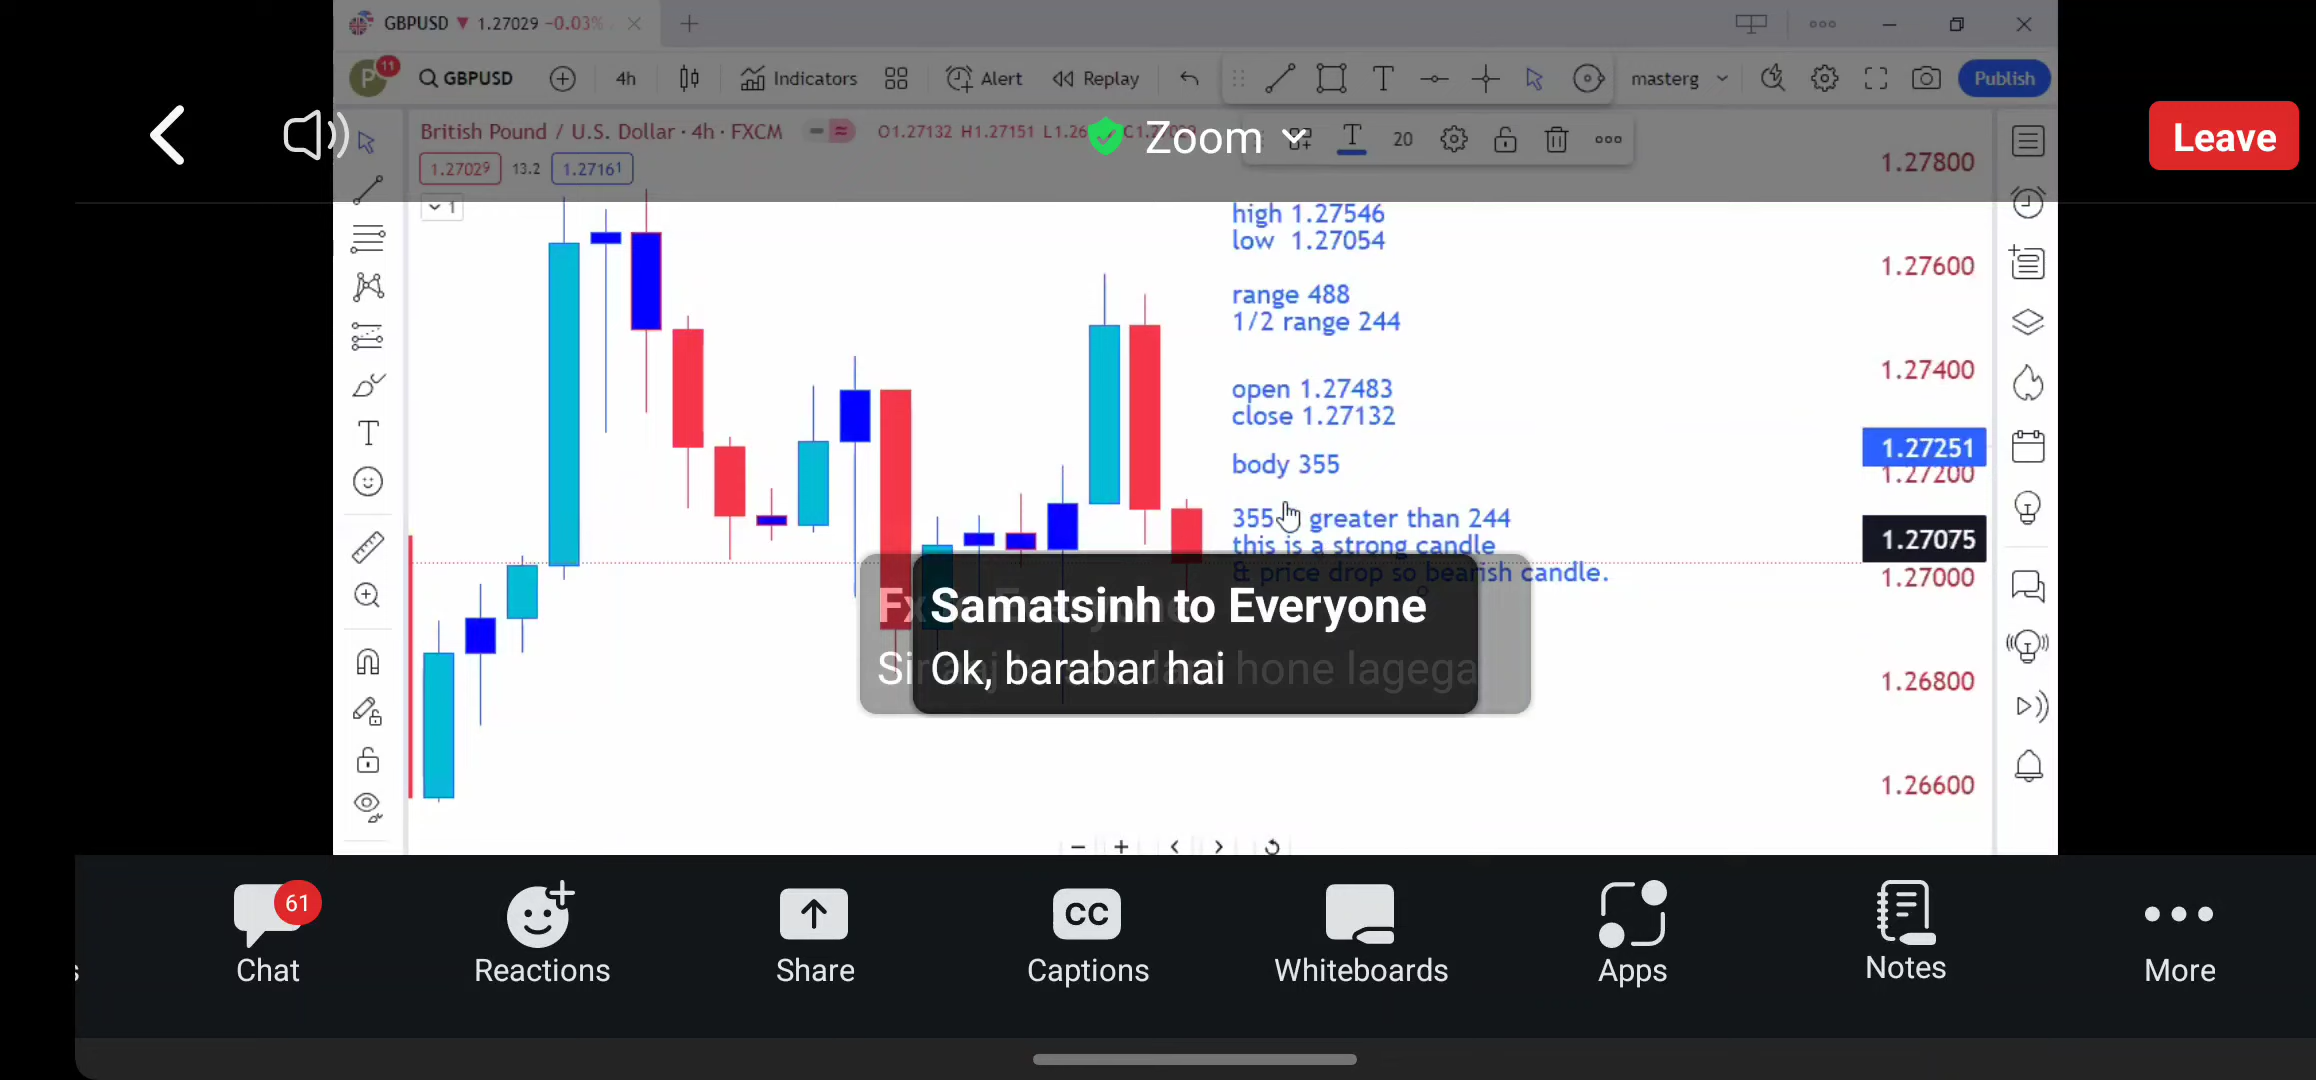 GBPUSD ▼ 1.27029 −0.03%
P
11
GBPUSD
4h
Indicators
Alert
Replay
masterg
Publish
British Pound / U.S. Dollar · 4h · FXCM
O1.27132 H1.27151
20
Zoom
Leave
1.27029
13.2
1.27161
1
high 1.27546
low 1.27054
range 488
1/2 range 244
open 1.27483
close 1.27132
body 355
355 greater than 244
this is a strong candle
& price drop so bearish candle.
1.27800
1.27600
1.27400
1.27251
1.27200
1.27075
1.27000
1.26800
1.26600
Samatsinh to Everyone
Ok, barabar hai
hone lagega
61
Chat
Reactions
Share
CC
Captions
Whiteboards
Apps
Notes
More